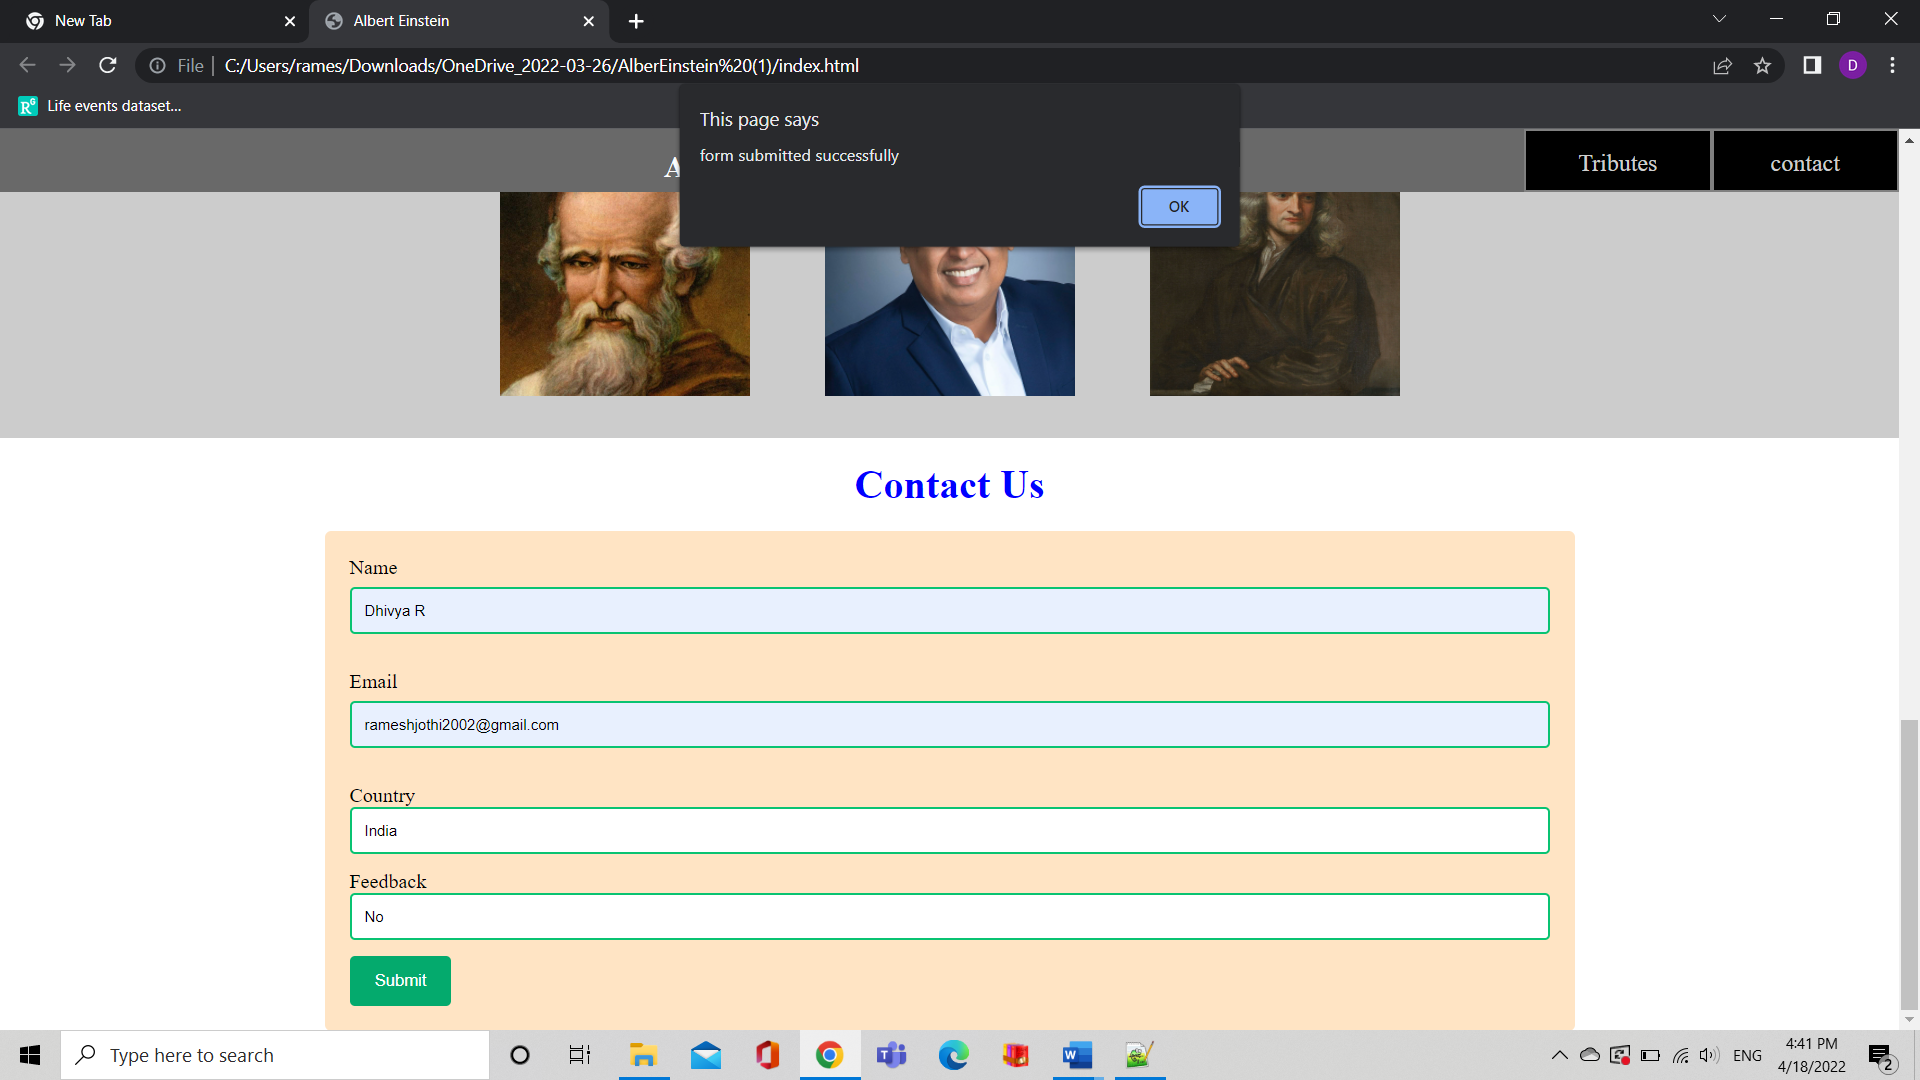 New Tab
Albert Einstein
File
C:/Users/rames/Downloads/OneDrive_2022-03-26/AlberEinstein%20(1)/index.html
D
RG
Life events dataset...
This page says
form submitted successfully
OK
A
Tributes
contact
Contact Us
Name
Dhivya R
Email
rameshjothi2002@gmail.com
Country
India
Feedback
No
Submit
Type here to search
T
W
ENG
4:41 PM
4/18/2022
2